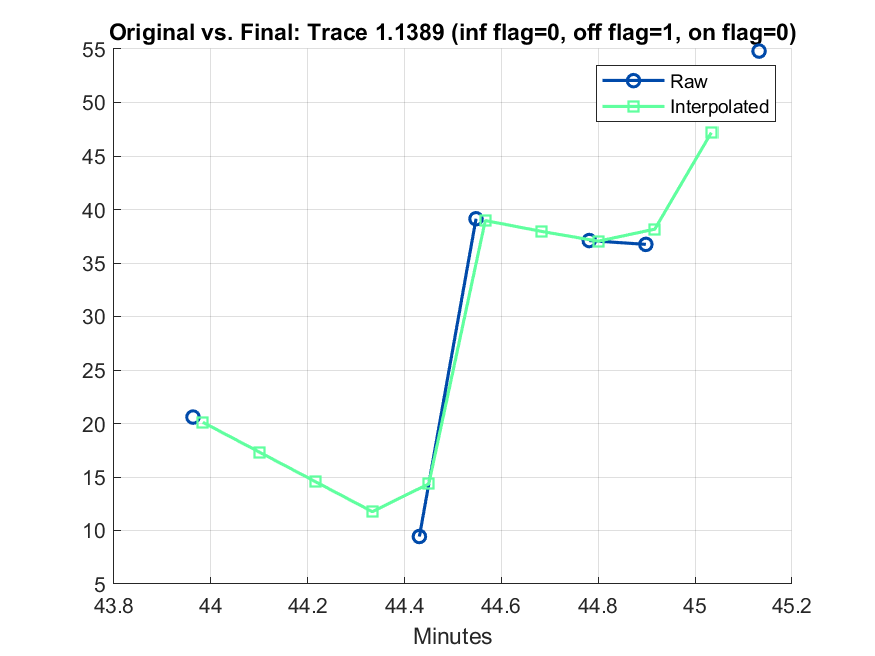 Original vs. Final: Trace 1.1389 (inf flag=0, off flag=1, on flag=0)
55
50
45
40
35
30
25
20
15
10
5
Raw
Interpolated
43.8 44 44.2 44.4 44.6 44.8 45 45.2
Minutes